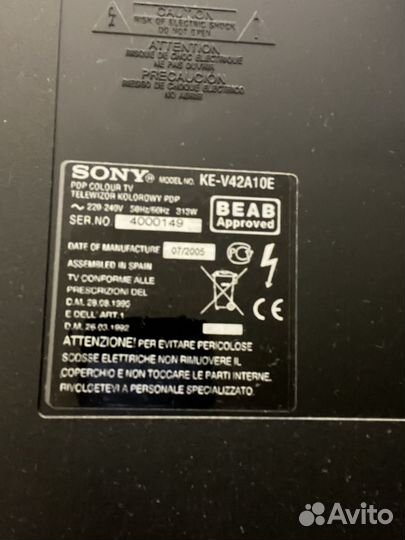 CAUTION
RISK OF ELECTRIC SHOCK
DO NOT OPEN
ATTENTION
RISQUE DE CHOC ELECTRIQUE
NE PAS OUVRIR
PRECAUCIÓN
RIESGO DE CHOQUE ELECTRICO
NO ABRIR
SONY® MODEL NO. KE-V42A10E
PDP COLOUR TV
TELEWIZOR KOLOROWY PDP
~ 220-240V 50Hz/60Hz 313W
SER.NO. 4000149
BEAB
Approved
DATE OF MANUFACTURE 07/2005
ASSEMBLED IN SPAIN
TV CONFORME ALLE
PRESCRIZIONI DEL
D.M. 28.08.1995
E DELL' ART.1
D.M. 26.03.1992
CE
ATTENZIONE! PER EVITARE PERICOLOSE
SCOSSE ELETTRICHE NON RIMUOVERE IL
COPERCHIO E NON TOCCARE LE PARTI INTERNE.
RIVOLGETEVI A PERSONALE SPECIALIZZATO.
Avito